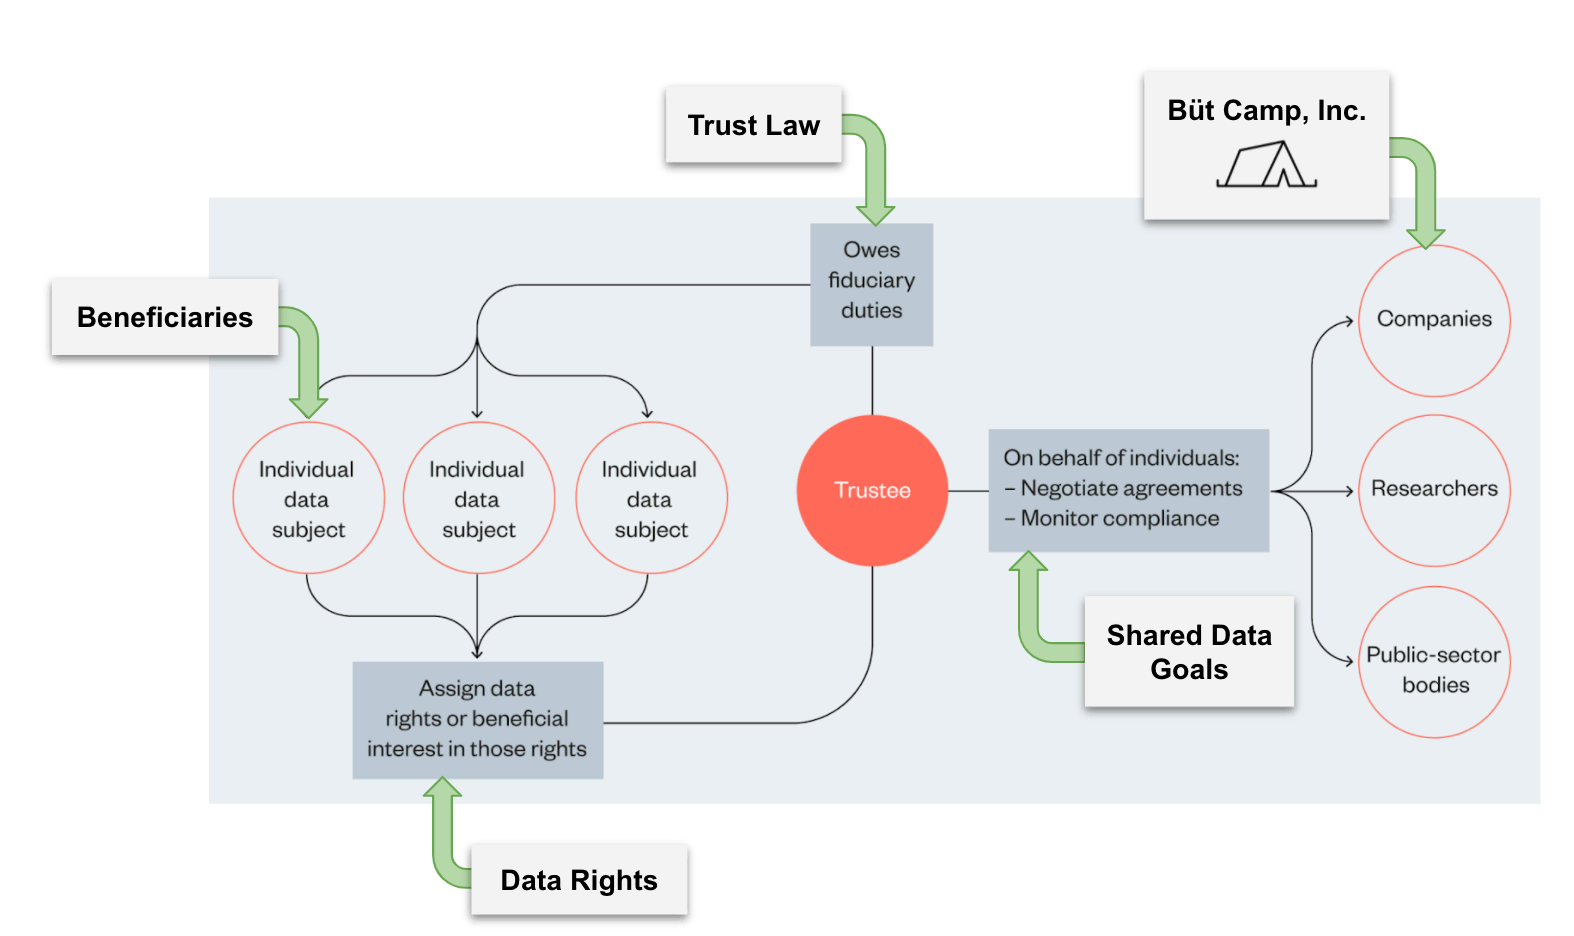 Trust Law
Büt Camp, Inc.
Beneficiaries
Owes
fiduciary
duties
Companies
Individual
data
subject
Individual
data
subject
Individual
data
subject
Trustee
On behalf of individuals:
– Negotiate agreements
– Monitor compliance
Researchers
Shared Data
Goals
Public-sector
bodies
Assign data
rights or beneficial
interest in those rights
Data Rights